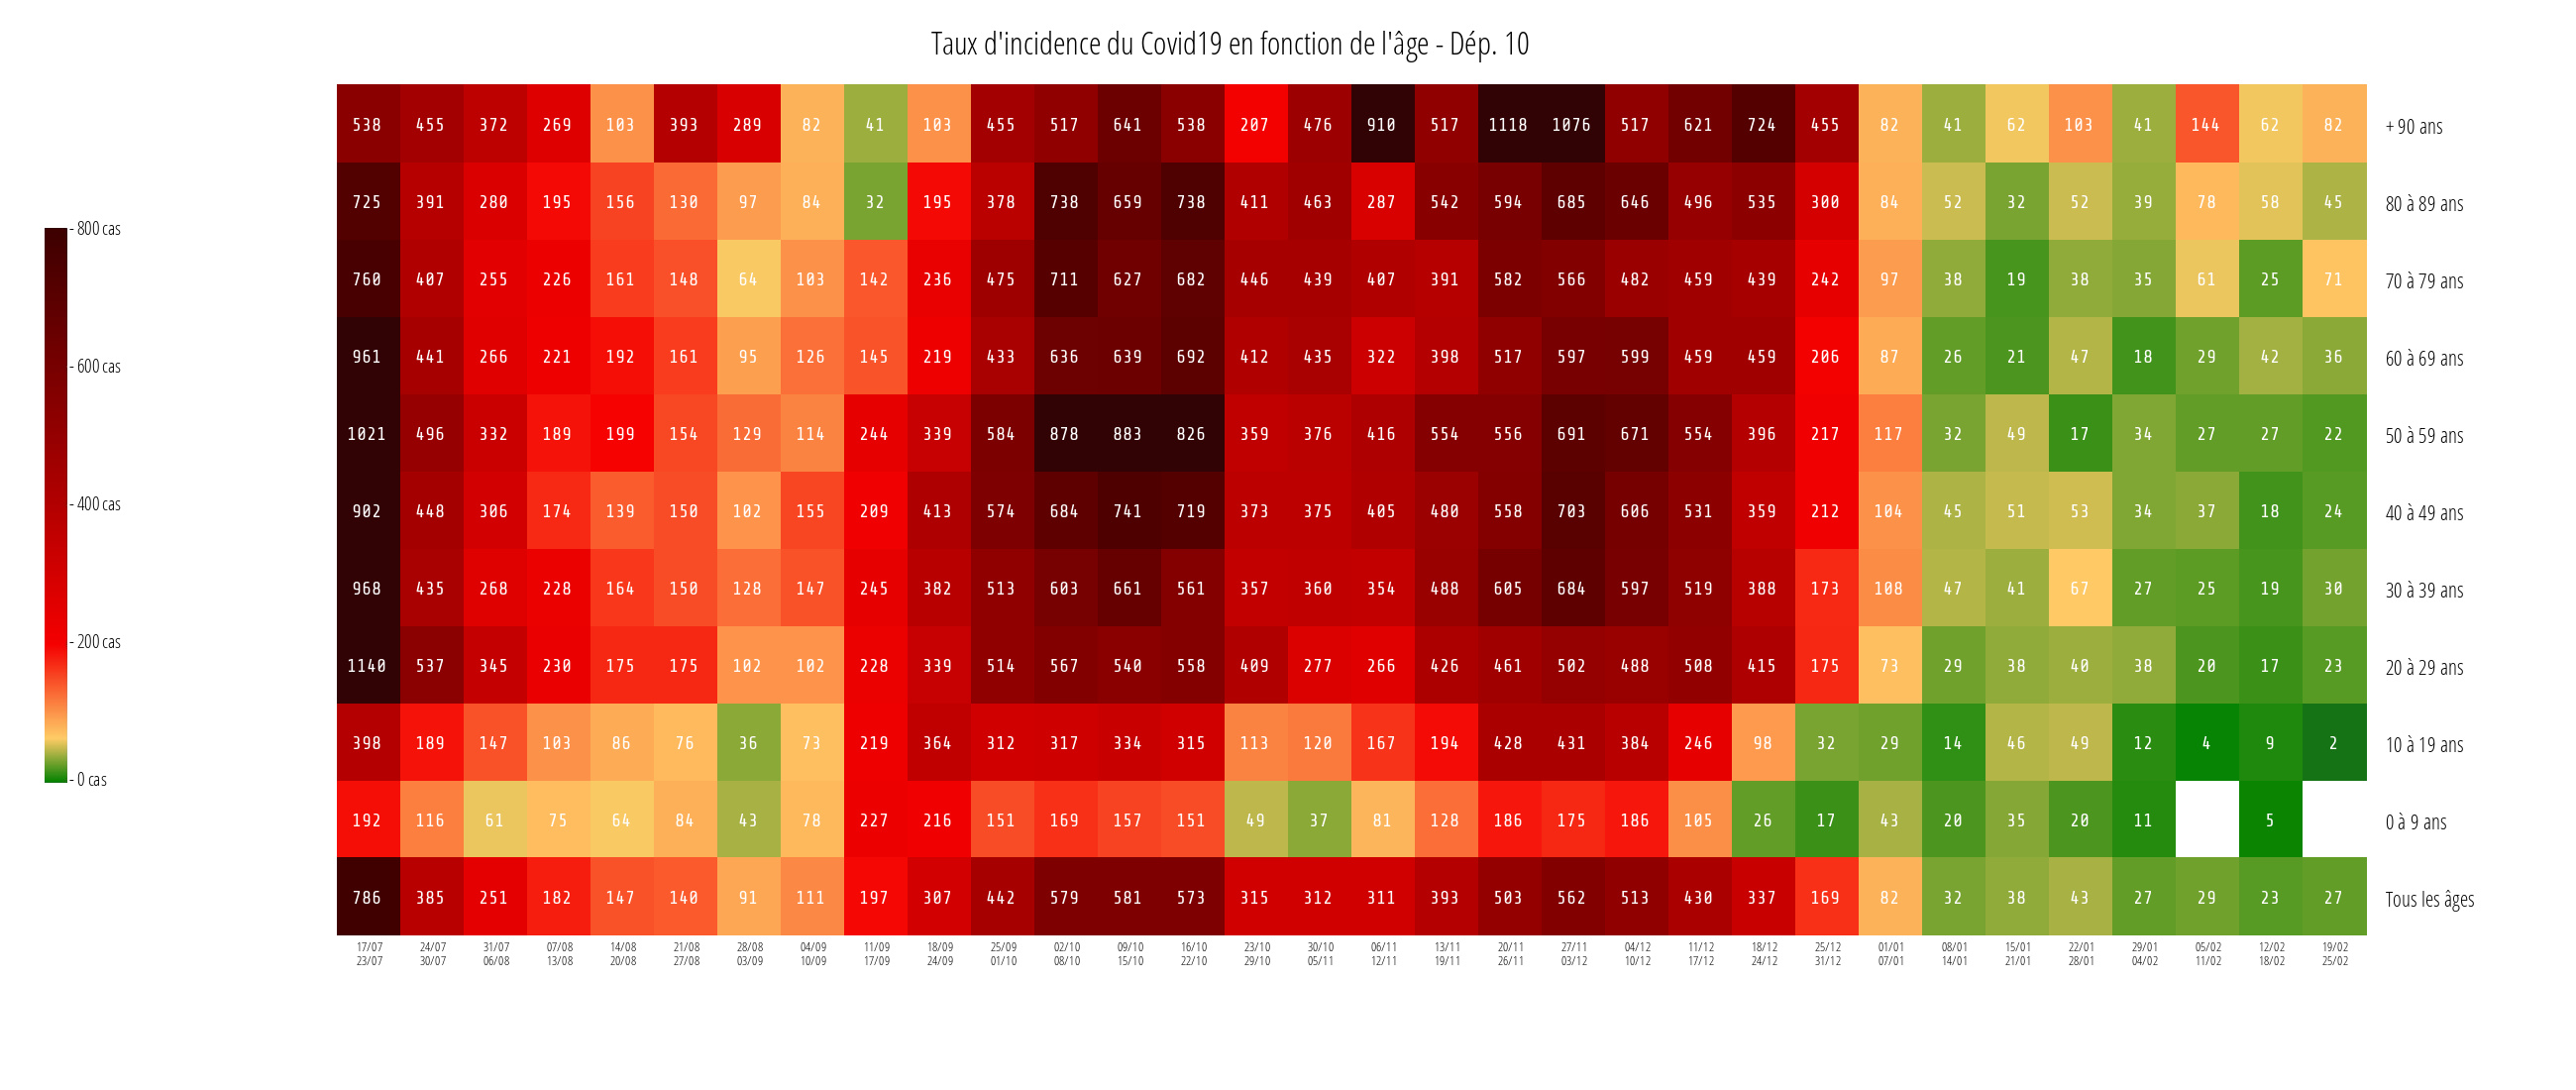 Taux d'incidence du Covid19 en fonction de l'âge - Dép. 10
- 800 cas
- 600 cas
- 400 cas
- 200 cas
- 0 cas
538 455 372 269 103 393 289 82 41 103 455 517 641 538 207 476 910 517 1118 1076 517 621 724 455 82 41 62 103 41 144 62 82 + 90 ans
725 391 280 195 156 130 97 84 32 195 378 738 659 738 411 463 287 542 594 685 646 496 535 300 84 52 32 52 39 78 58 45 80 à 89 ans
760 407 255 226 161 148 64 103 142 236 475 711 627 682 446 439 407 391 582 566 482 459 439 242 97 38 19 38 35 61 25 71 70 à 79 ans
961 441 266 221 192 161 95 126 145 219 433 636 639 692 412 435 322 398 517 597 599 459 459 206 87 26 21 47 18 29 42 36 60 à 69 ans
1021 496 332 189 199 154 129 114 244 339 584 878 883 826 359 376 416 554 556 691 671 554 396 217 117 32 49 17 34 27 27 22 50 à 59 ans
902 448 306 174 139 150 102 155 209 413 574 684 741 719 373 375 405 480 558 703 606 531 359 212 104 45 51 53 34 37 18 24 40 à 49 ans
968 435 268 228 164 150 128 147 245 382 513 603 661 561 357 360 354 488 605 684 597 519 388 173 108 47 41 67 27 25 19 30 30 à 39 ans
1140 537 345 230 175 175 102 102 228 339 514 567 540 558 409 277 266 426 461 502 488 508 415 175 73 29 38 40 38 20 17 23 20 à 29 ans
398 189 147 103 86 76 36 73 219 364 312 317 334 315 113 120 167 194 428 431 384 246 98 32 29 14 46 49 12 4 9 2 10 à 19 ans
192 116 61 75 64 84 43 78 227 216 151 169 157 151 49 37 81 128 186 175 186 105 26 17 43 20 35 20 11 5 0 à 9 ans
786 385 251 182 147 140 91 111 197 307 442 579 581 573 315 312 311 393 503 562 513 430 337 169 82 32 38 43 27 29 23 27 Tous les âges
17/07 24/07 31/07 07/08 14/08 21/08 28/08 04/09 11/09 18/09 25/09 02/10 09/10 16/10 23/10 30/10 06/11 13/11 20/11 27/11 04/12 11/12 18/12 25/12 01/01 08/01 15/01 22/01 29/01 05/02 12/02 19/02
23/07 30/07 06/08 13/08 20/08 27/08 03/09 10/09 17/09 24/09 01/10 08/10 15/10 22/10 29/10 05/11 12/11 19/11 26/11 03/12 10/12 17/12 24/12 31/12 07/01 14/01 21/01 28/01 04/02 11/02 18/02 25/02